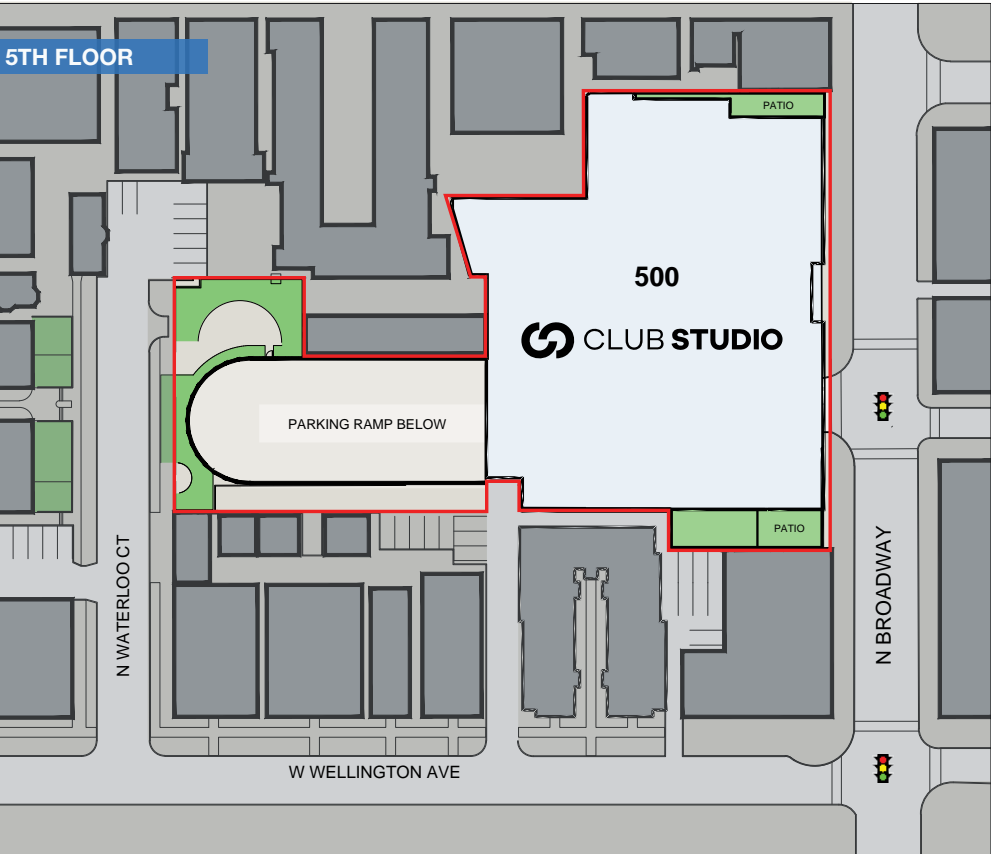 5TH FLOOR
PATIO
500
CLUB STUDIO
PARKING RAMP BELOW
PATIO
N WATERLOO CT
N BROADWAY
W WELLINGTON AVE